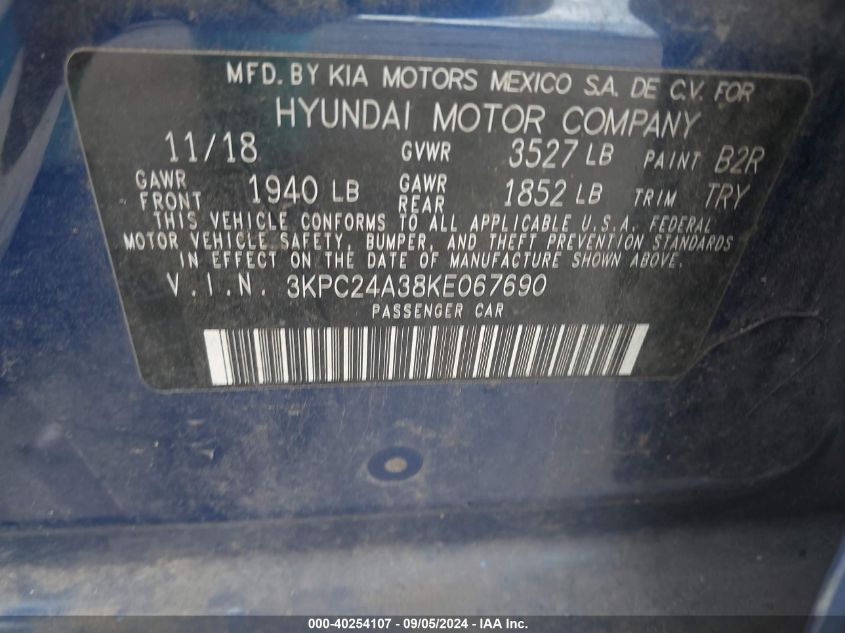 MFD. BY KIA MOTORS MEXICO S.A. DE C.V. FOR
HYUNDAI MOTOR COMPANY
11/18 GVWR 3527 LB PAINT B2R
GAWR FRONT 1940 LB GAWR REAR 1852 LB TRIM TRY
THIS VEHICLE CONFORMS TO ALL APPLICABLE U.S.A. FEDERAL
MOTOR VEHICLE SAFETY, BUMPER, AND THEFT PREVENTION STANDARDS
IN EFFECT ON THE DATE OF MANUFACTURE SHOWN ABOVE.
V.I.N. 3KPC24A38KE067690
PASSENGER CAR
000-40254107 - 09/05/2024 - IAA Inc.